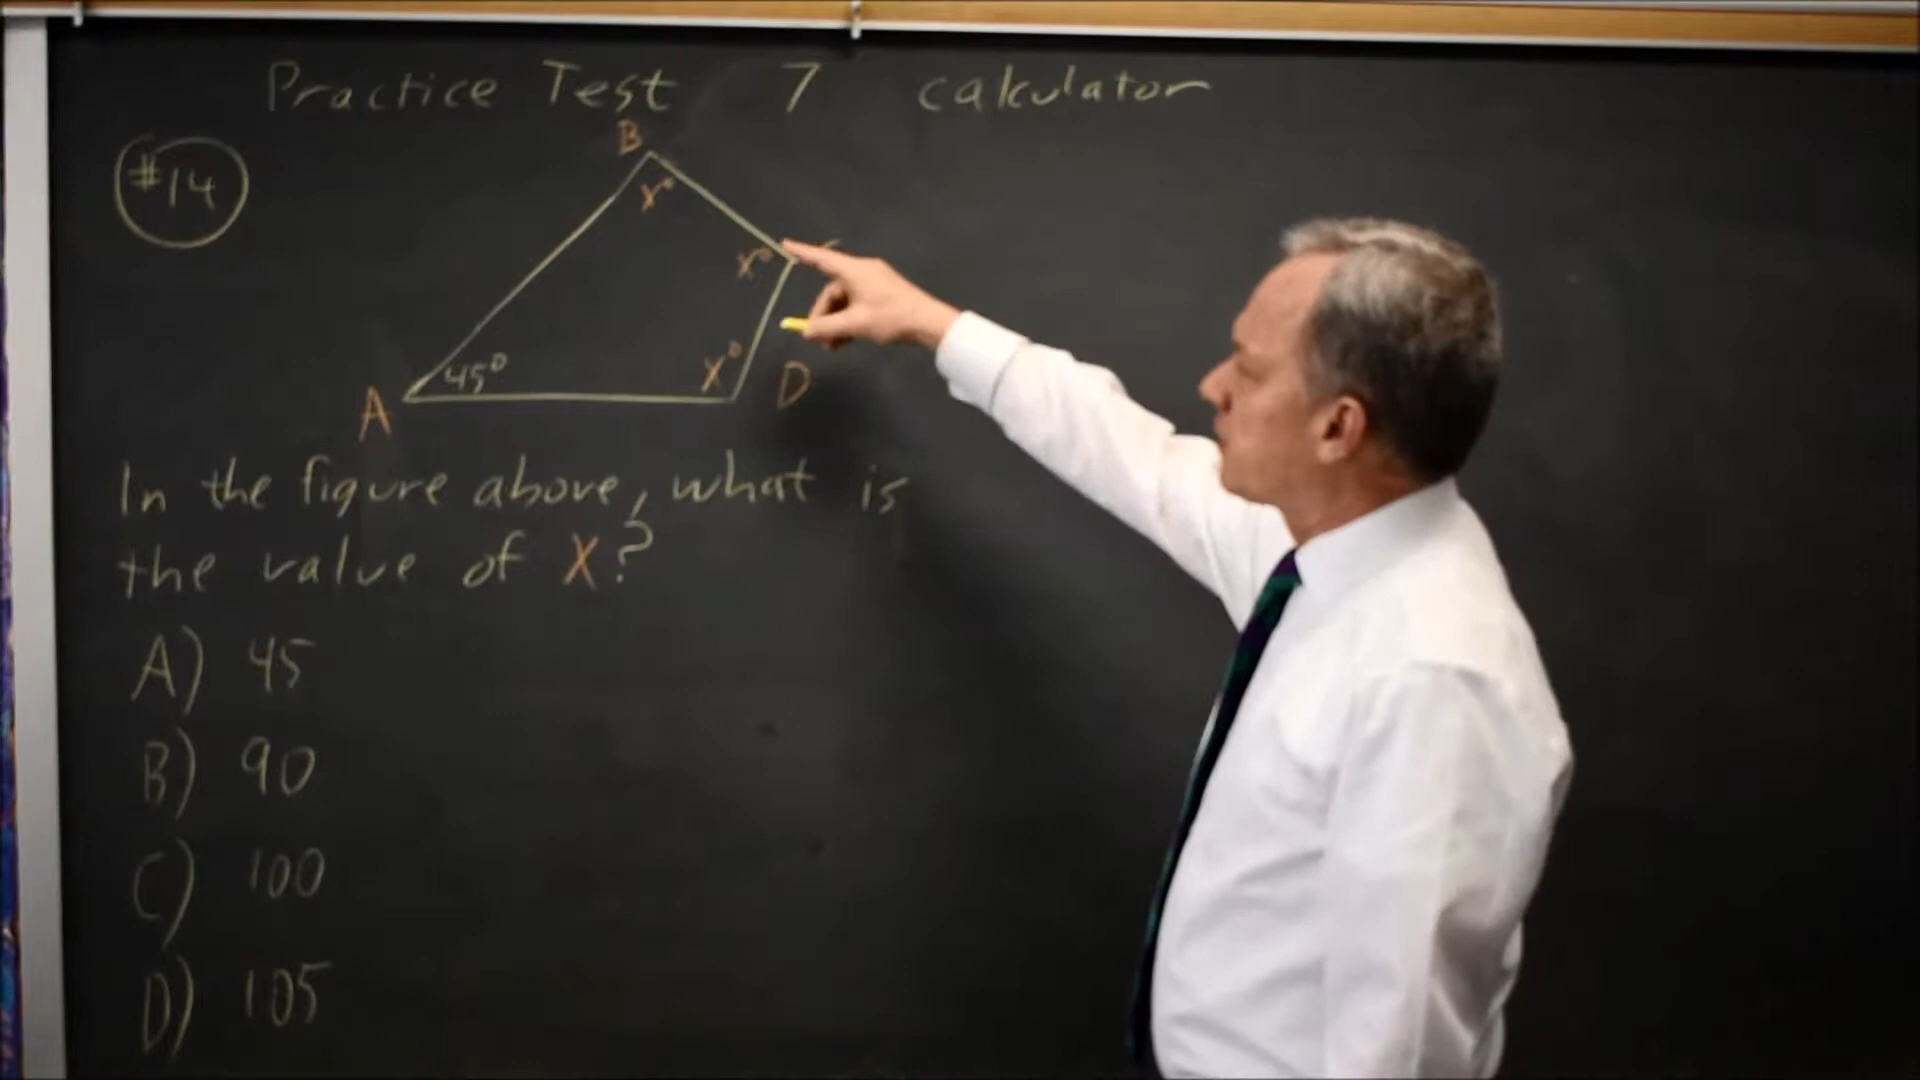 Practice Test 7 calculator
#14
B
x°
x°
45°
x°
A
D
In the figure above, what is
the value of x?
A) 45
B) 90
C) 100
D) 105